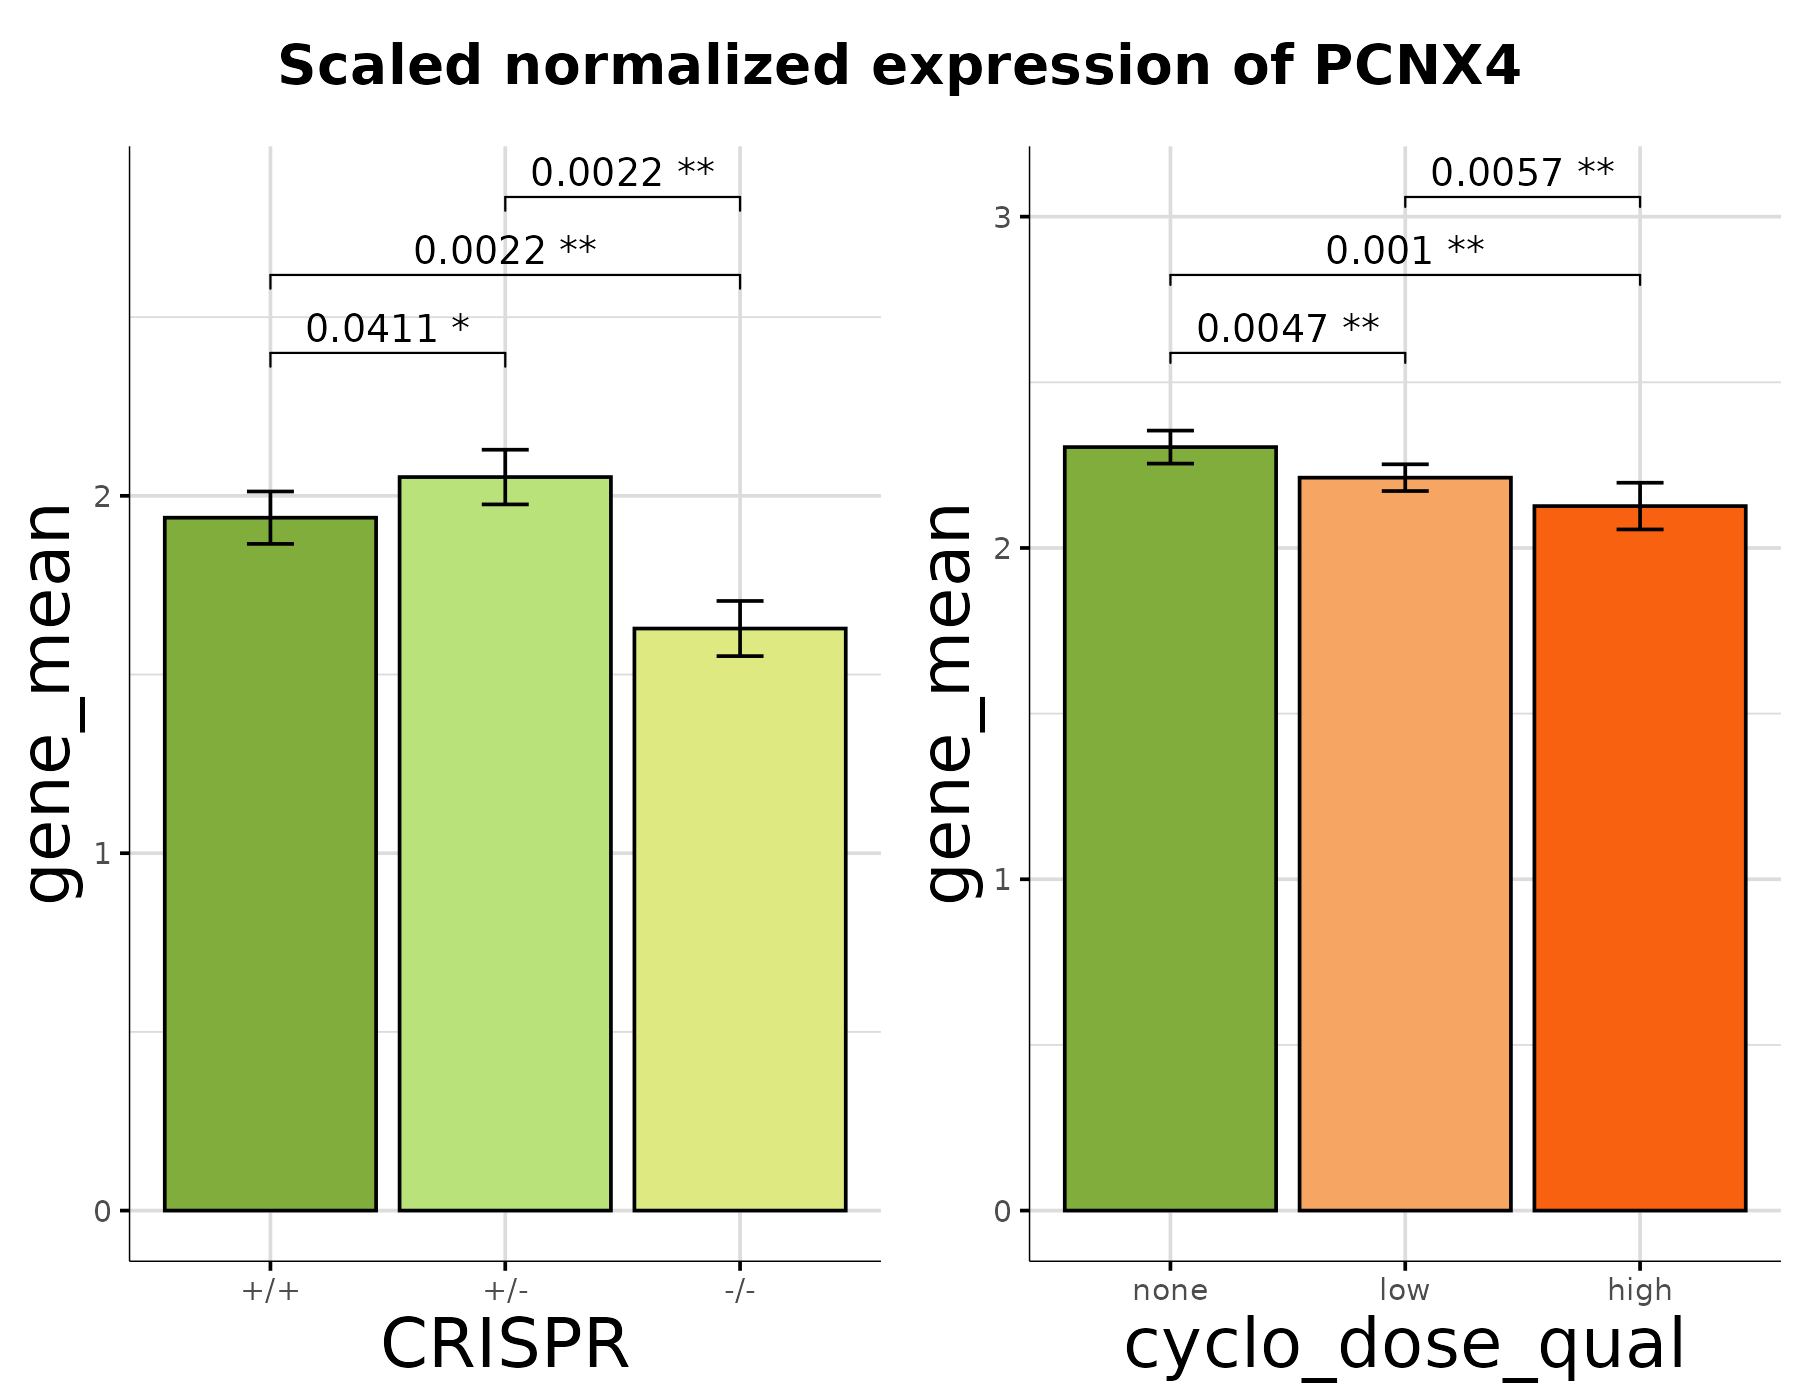 Scaled normalized expression of PCNX4
0.0022 **
0.0022 **
0.0411 *
2
1
0
gene_mean
+/+ +/- -/-
CRISPR
0.0057 **
0.001 **
0.0047 **
3
2
1
0
gene_mean
none low high
cyclo_dose_qual